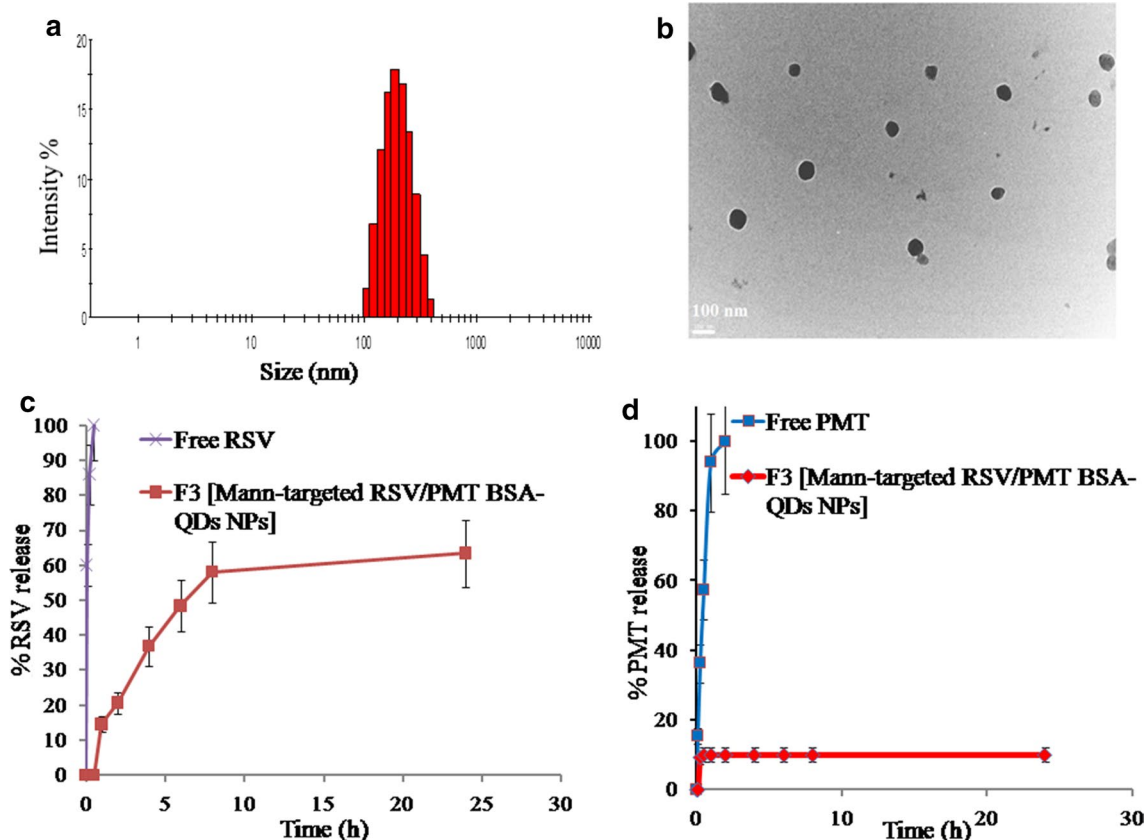 a
20
15
10
5
0
Intensity %
1 10 100 1000 10000
Size (nm)
b
100 nm
c
100
90
80
70
60
50
40
30
20
10
0
% RSV release
Free RSV
F3 [Mann-targeted RSV/PMT BSA-
QDs NPs]
0 5 10 15 20 25 30
Time (h)
d
100
80
60
40
20
0
% PMT release
Free PMT
F3 [Mann-targeted RSV/PMT BSA-
QDs NPs]
0 10 20 30
Time (h)